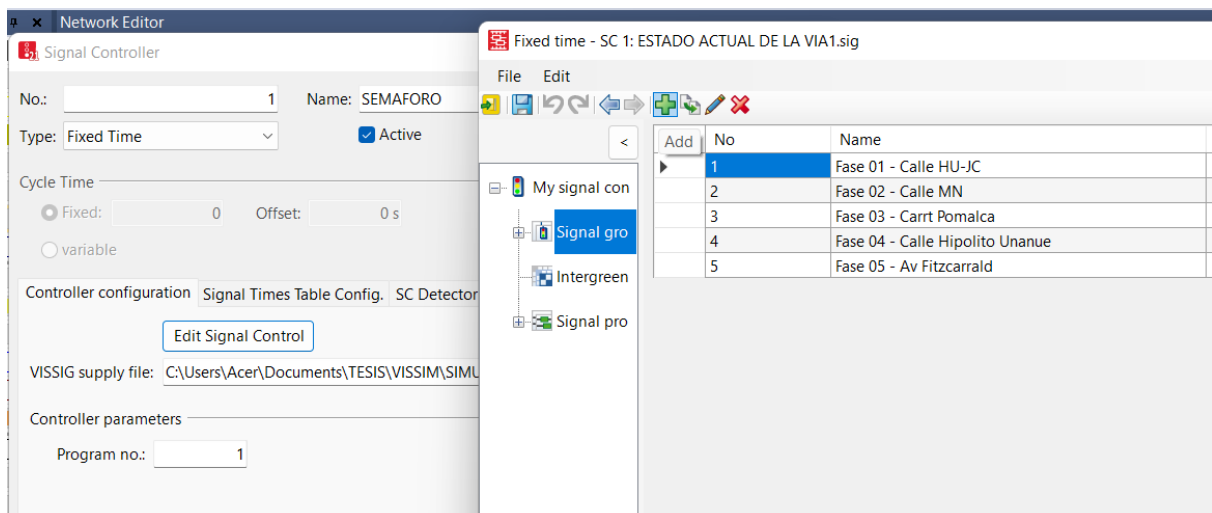 Network Editor
Signal Controller
No.: 1 Name: SEMAFORO
Type: Fixed Time Active
Cycle Time
Fixed: 0 Offset: 0 s
variable
Controller configuration Signal Times Table Config. SC Detector
Edit Signal Control
VISSIG supply file: C:\Users\Acer\Documents\TESIS\VISSIM\SIMU
Controller parameters
Program no.: 1
Fixed time - SC 1: ESTADO ACTUAL DE LA VIA1.sig
File Edit
<
My signal con
Signal gro
Intergreen
Signal pro
Add No Name
1 Fase 01 - Calle HU-JC
2 Fase 02 - Calle MN
3 Fase 03 - Carrt Pomalca
4 Fase 04 - Calle Hipolito Unanue
5 Fase 05 - Av Fitzcarrald